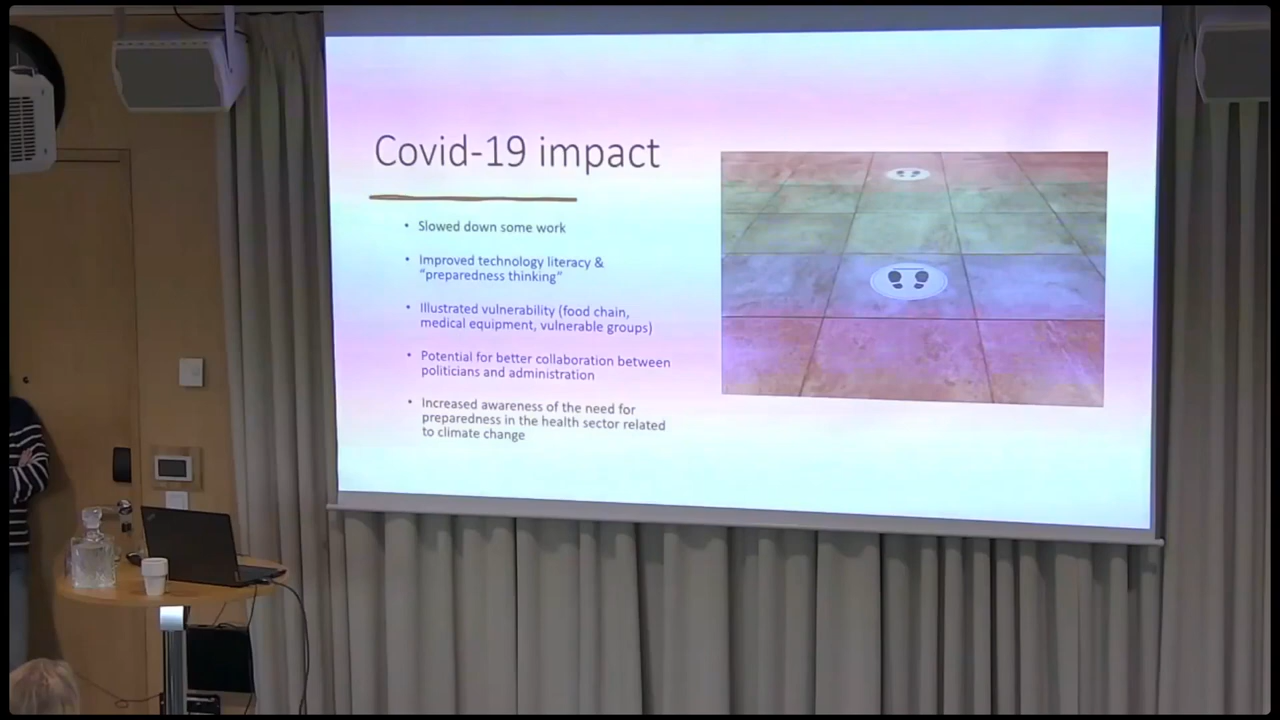 Covid-19 impact
• Slowed down some work
• Improved technology literacy &
"preparedness thinking"
• Illustrated vulnerability (food chain,
medical equipment, vulnerable groups)
• Potential for better collaboration between
politicians and administration
• Increased awareness of the need for
preparedness in the health sector related
to climate change